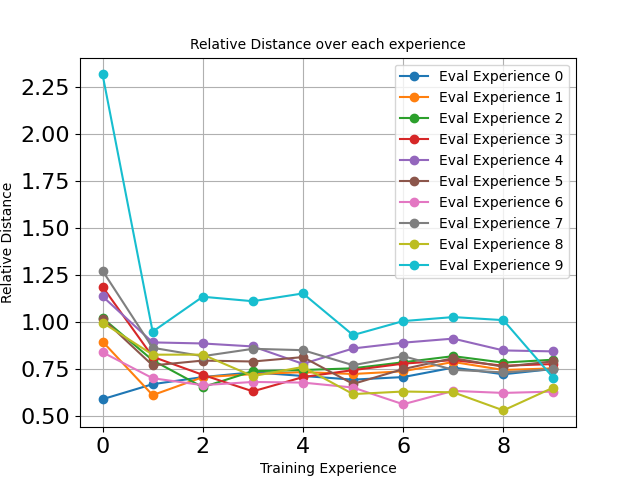 Relative Distance over each experience
Relative Distance
2.25
2.00
1.75
1.50
1.25
1.00
0.75
0.50
Eval Experience 0
Eval Experience 1
Eval Experience 2
Eval Experience 3
Eval Experience 4
Eval Experience 5
Eval Experience 6
Eval Experience 7
Eval Experience 8
Eval Experience 9
0 2 4 6 8
Training Experience